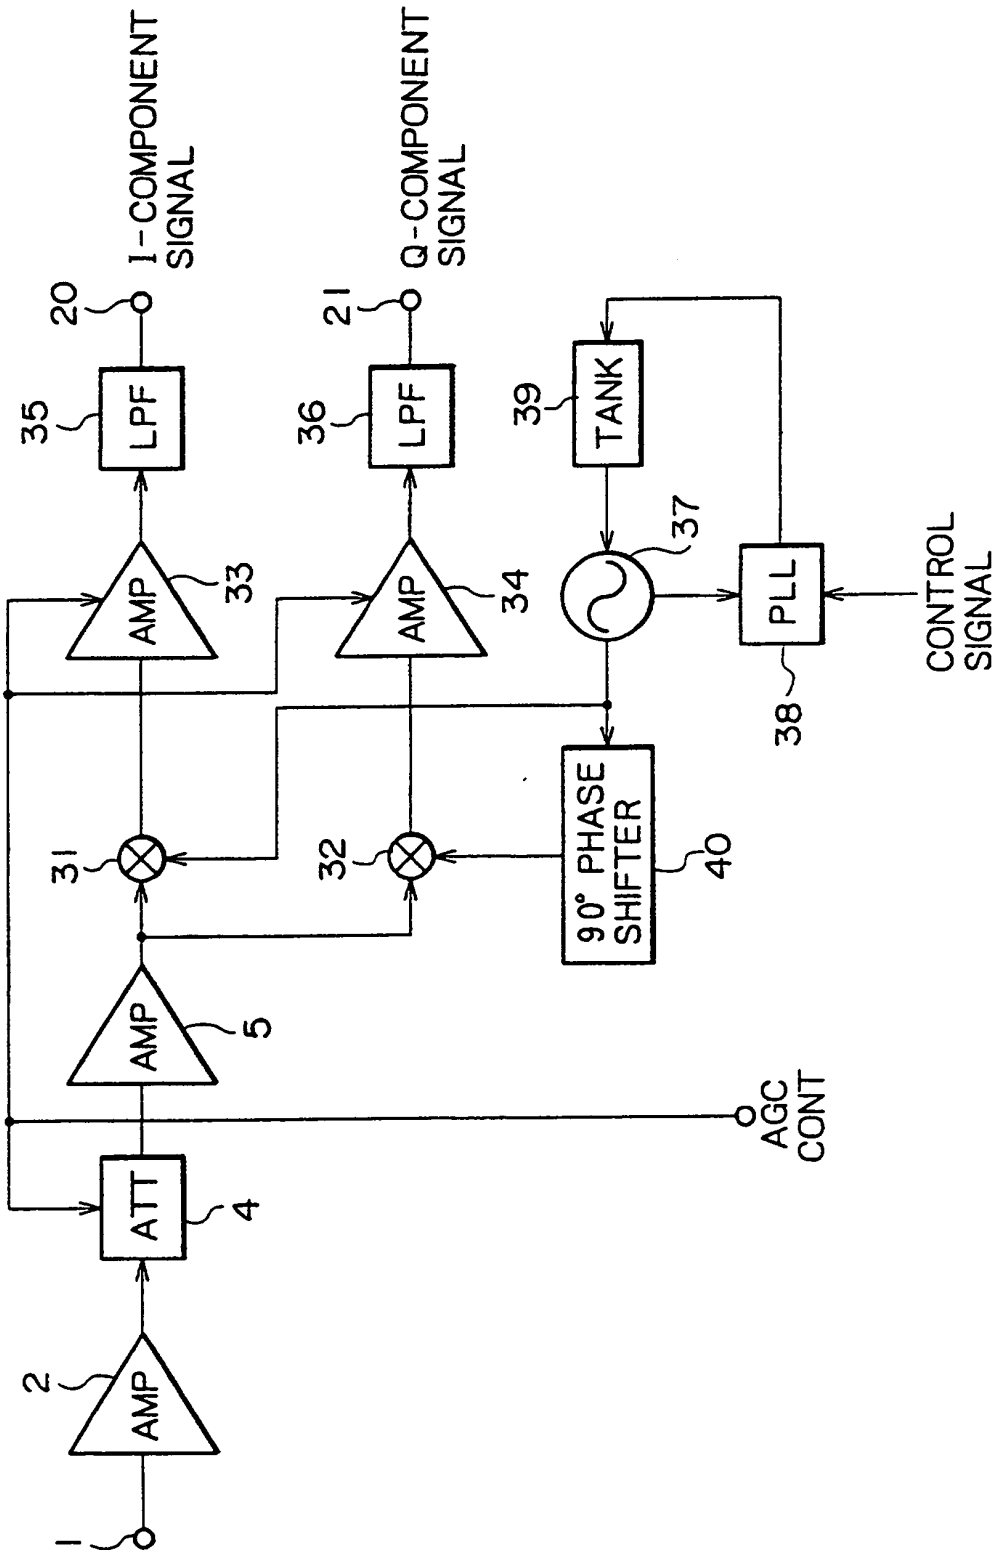 1
2
AMP
ATT
4
AMP
5
31
AMP
33
35
LPF
20
I-COMPONENT
SIGNAL
32
AMP
34
36
LPF
21
Q-COMPONENT
SIGNAL
90° PHASE
SHIFTER
40
37
39
TANK
38
PLL
CONTROL
SIGNAL
AGC
CONT